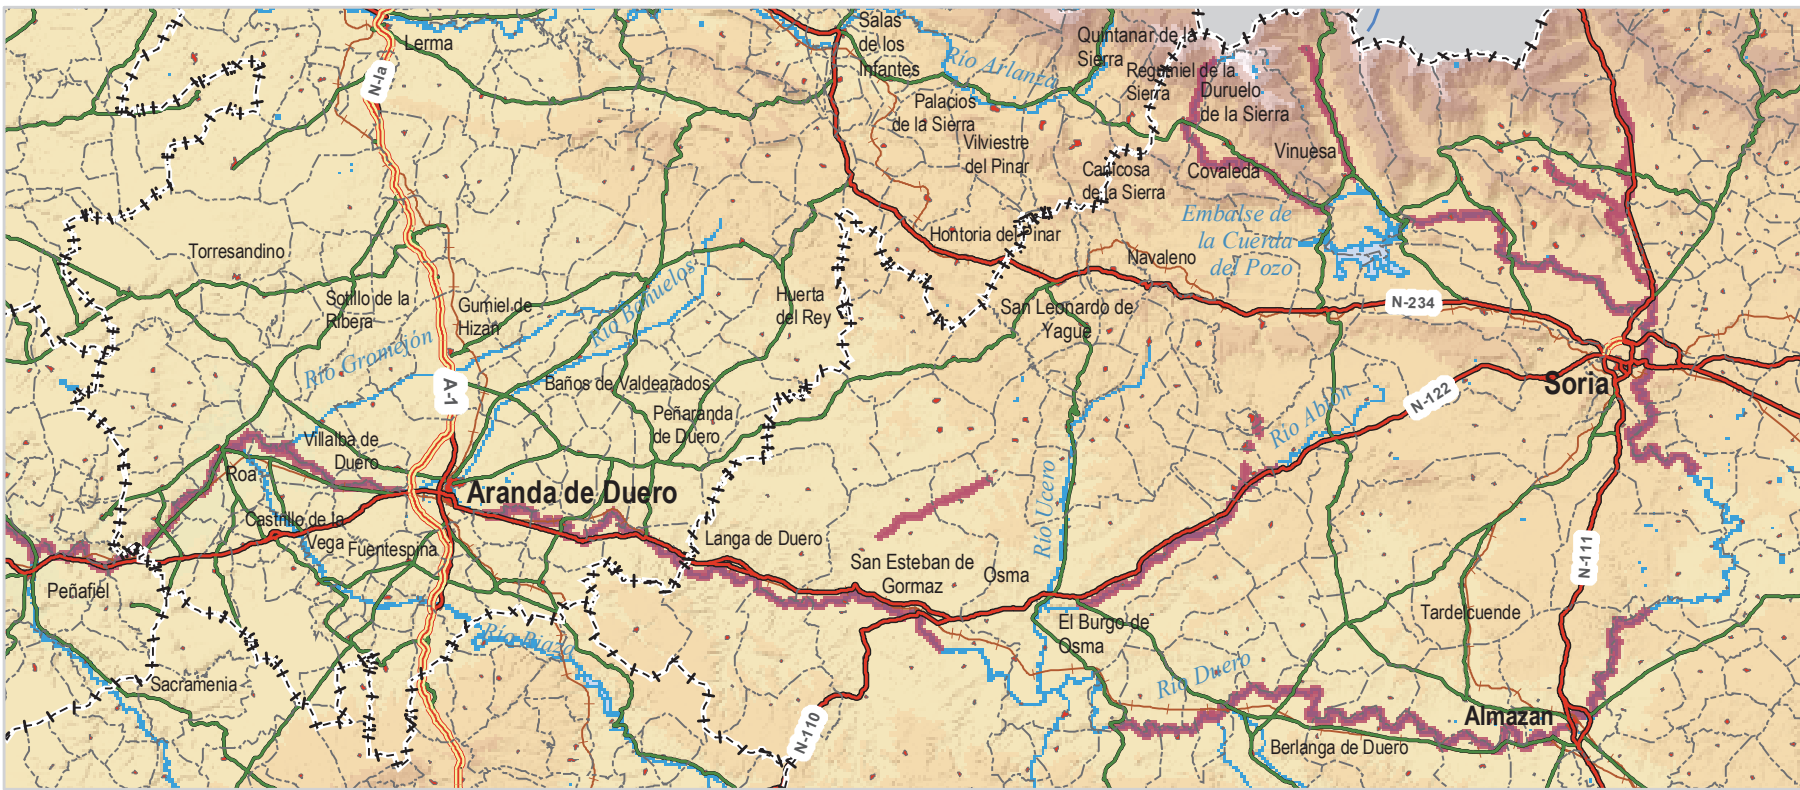 Lerma
N-Ia
Salas
de los
Infantes
Río Arlanza
Quintanar de la
Sierra
Regumiel de la
Sierra
Duruelo
de la Sierra
Palacios
de la Sierra
Vilviestre
del Pinar
Canicosa
de la Sierra
Covaleda
Vinuesa
Embalse de
la Cuerda
del Pozo
Hontoria del Pinar
Navaleno
Torresandino
Sotillo de la
Ribera
Gumiel de
Hizán
Río Bañuelos
Huerta
del Rey
San Leonardo de
Yagüe
N-234
Río Gromejón
A-1
Baños de Valdearados
Peñaranda
de Duero
Soria
N-122
Río Abión
Villalba de
Duero
Roa
Aranda de Duero
Castrillo de la
Vega
Fuentespina
Langa de Duero
San Esteban de
Gormaz
Osma
Río Ucero
N-111
Peñafiel
El Burgo de
Osma
Tardelcuende
Río Riaza
Río Duero
Sacramenia
N-110
Almazán
Berlanga de Duero